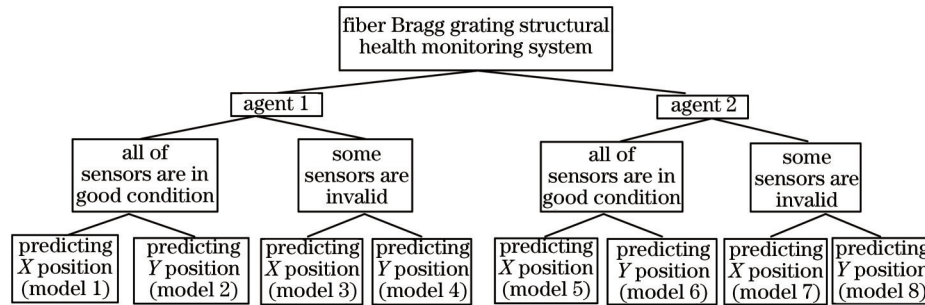 fiber Bragg grating structural
health monitoring system
agent 1
agent 2
all of
sensors are in
good condition
some
sensors are
invalid
all of
sensors are in
good condition
some
sensors are
invalid
predicting
X position
(model 1)
predicting
Y position
(model 2)
predicting
X position
(model 3)
predicting
Y position
(model 4)
predicting
X position
(model 5)
predicting
Y position
(model 6)
predicting
X position
(model 7)
predicting
Y position
(model 8)